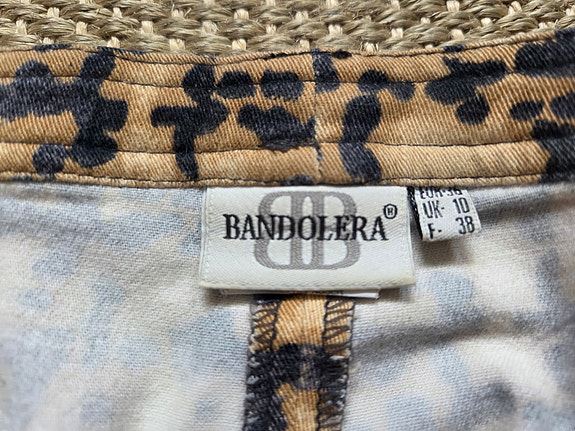 BANDOLERA®
UK- 10
F- 38